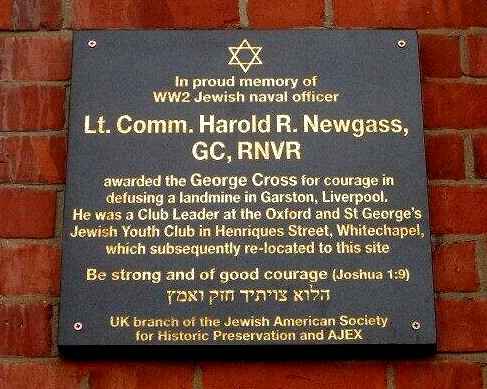 In proud memory of
WW2 Jewish naval officer
Lt. Comm. Harold R. Newgass,
GC, RNVR
awarded the George Cross for courage in
defusing a landmine in Garston, Liverpool.
He was a Club Leader at the Oxford and St George's
Jewish Youth Club in Henriques Street, Whitechapel,
which subsequently re-located to this site
Be strong and of good courage (Joshua 1:9)
הלוא צויתיך חזק ואמץ
UK branch of the Jewish American Society
for Historic Preservation and AJEX